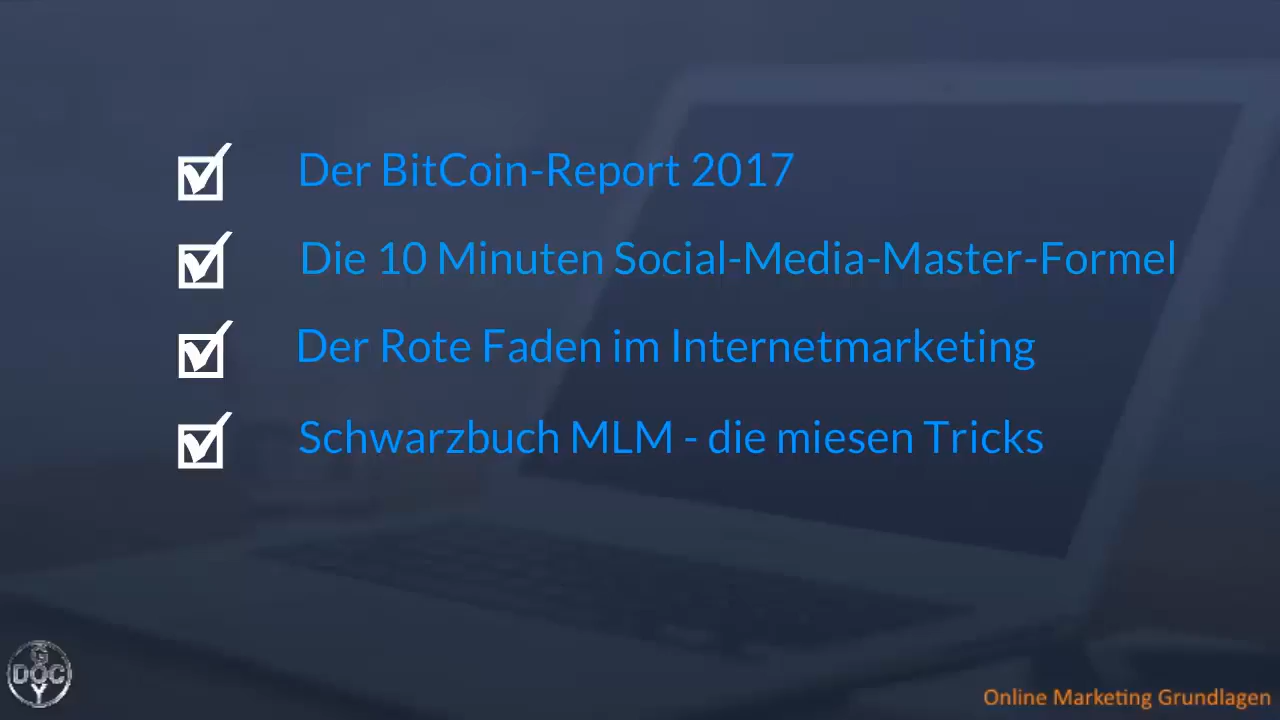 Der BitCoin-Report 2017
Die 10 Minuten Social-Media-Master-Formel
Der Rote Faden im Internetmarketing
Schwarzbuch MLM - die miesen Tricks
G
DOC
Y
Online Marketing Grundlagen